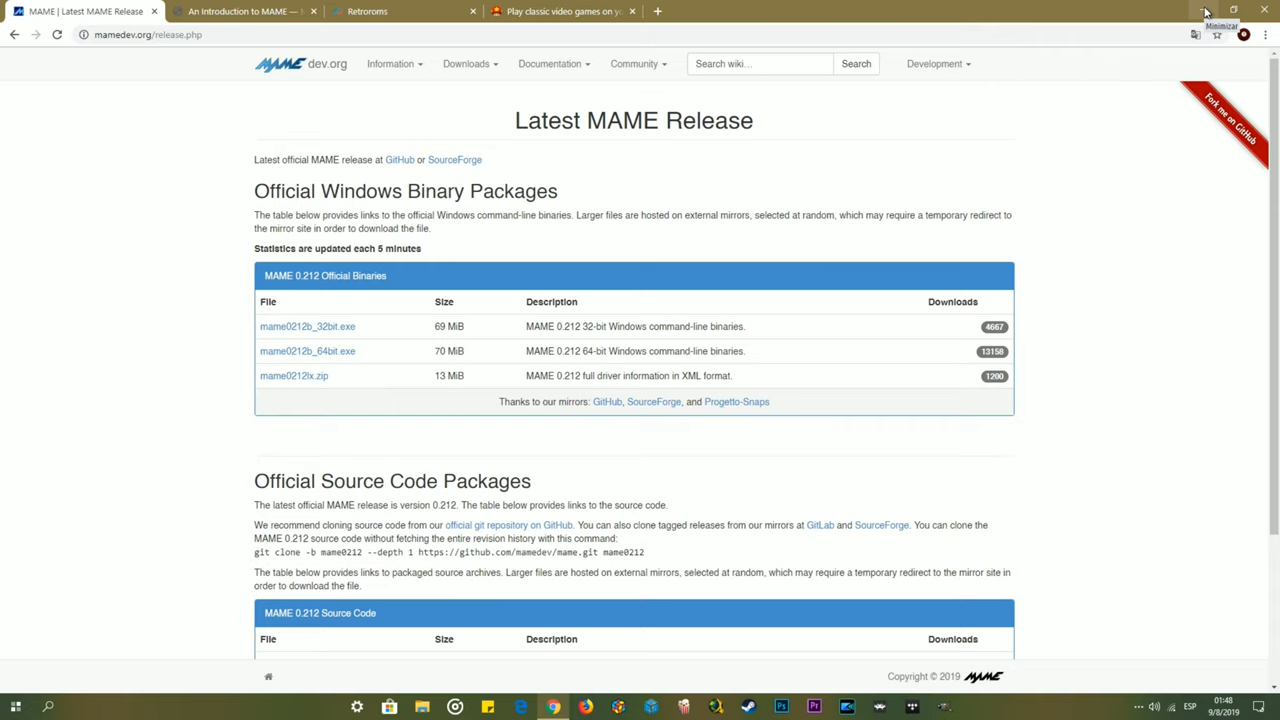 MAME | Latest MAME Release
An Introduction to MAME —
Retroroms
Play classic video games on yo
Minimizar
mamedev.org/release.php
MAME dev.org
Information
Downloads
Documentation
Community
Search wiki...
Search
Development
Fork me on GitHub
Latest MAME Release
Latest official MAME release at GitHub or SourceForge
Official Windows Binary Packages
The table below provides links to the official Windows command-line binaries. Larger files are hosted on external mirrors, selected at random, which may require a temporary redirect to
the mirror site in order to download the file.
Statistics are updated each 5 minutes
MAME 0.212 Official Binaries
File Size Description Downloads
mame0212b_32bit.exe 69 MiB MAME 0.212 32-bit Windows command-line binaries. 4667
mame0212b_64bit.exe 70 MiB MAME 0.212 64-bit Windows command-line binaries. 13158
mame0212lx.zip 13 MiB MAME 0.212 full driver information in XML format. 1200
Thanks to our mirrors: GitHub, SourceForge, and Progetto-Snaps
Official Source Code Packages
The latest official MAME release is version 0.212. The table below provides links to the source code.
We recommend cloning source code from our official git repository on GitHub. You can also clone tagged releases from our mirrors at GitLab and SourceForge. You can clone the
MAME 0.212 source code without fetching the entire revision history with this command:
git clone -b mame0212 --depth 1 https://github.com/mamedev/mame.git mame0212
The table below provides links to packaged source archives. Larger files are hosted on external mirrors, selected at random, which may require a temporary redirect to the mirror site in
order to download the file.
MAME 0.212 Source Code
File Size Description Downloads
Copyright © 2019 MAME
ESP
01:48
9/8/2019